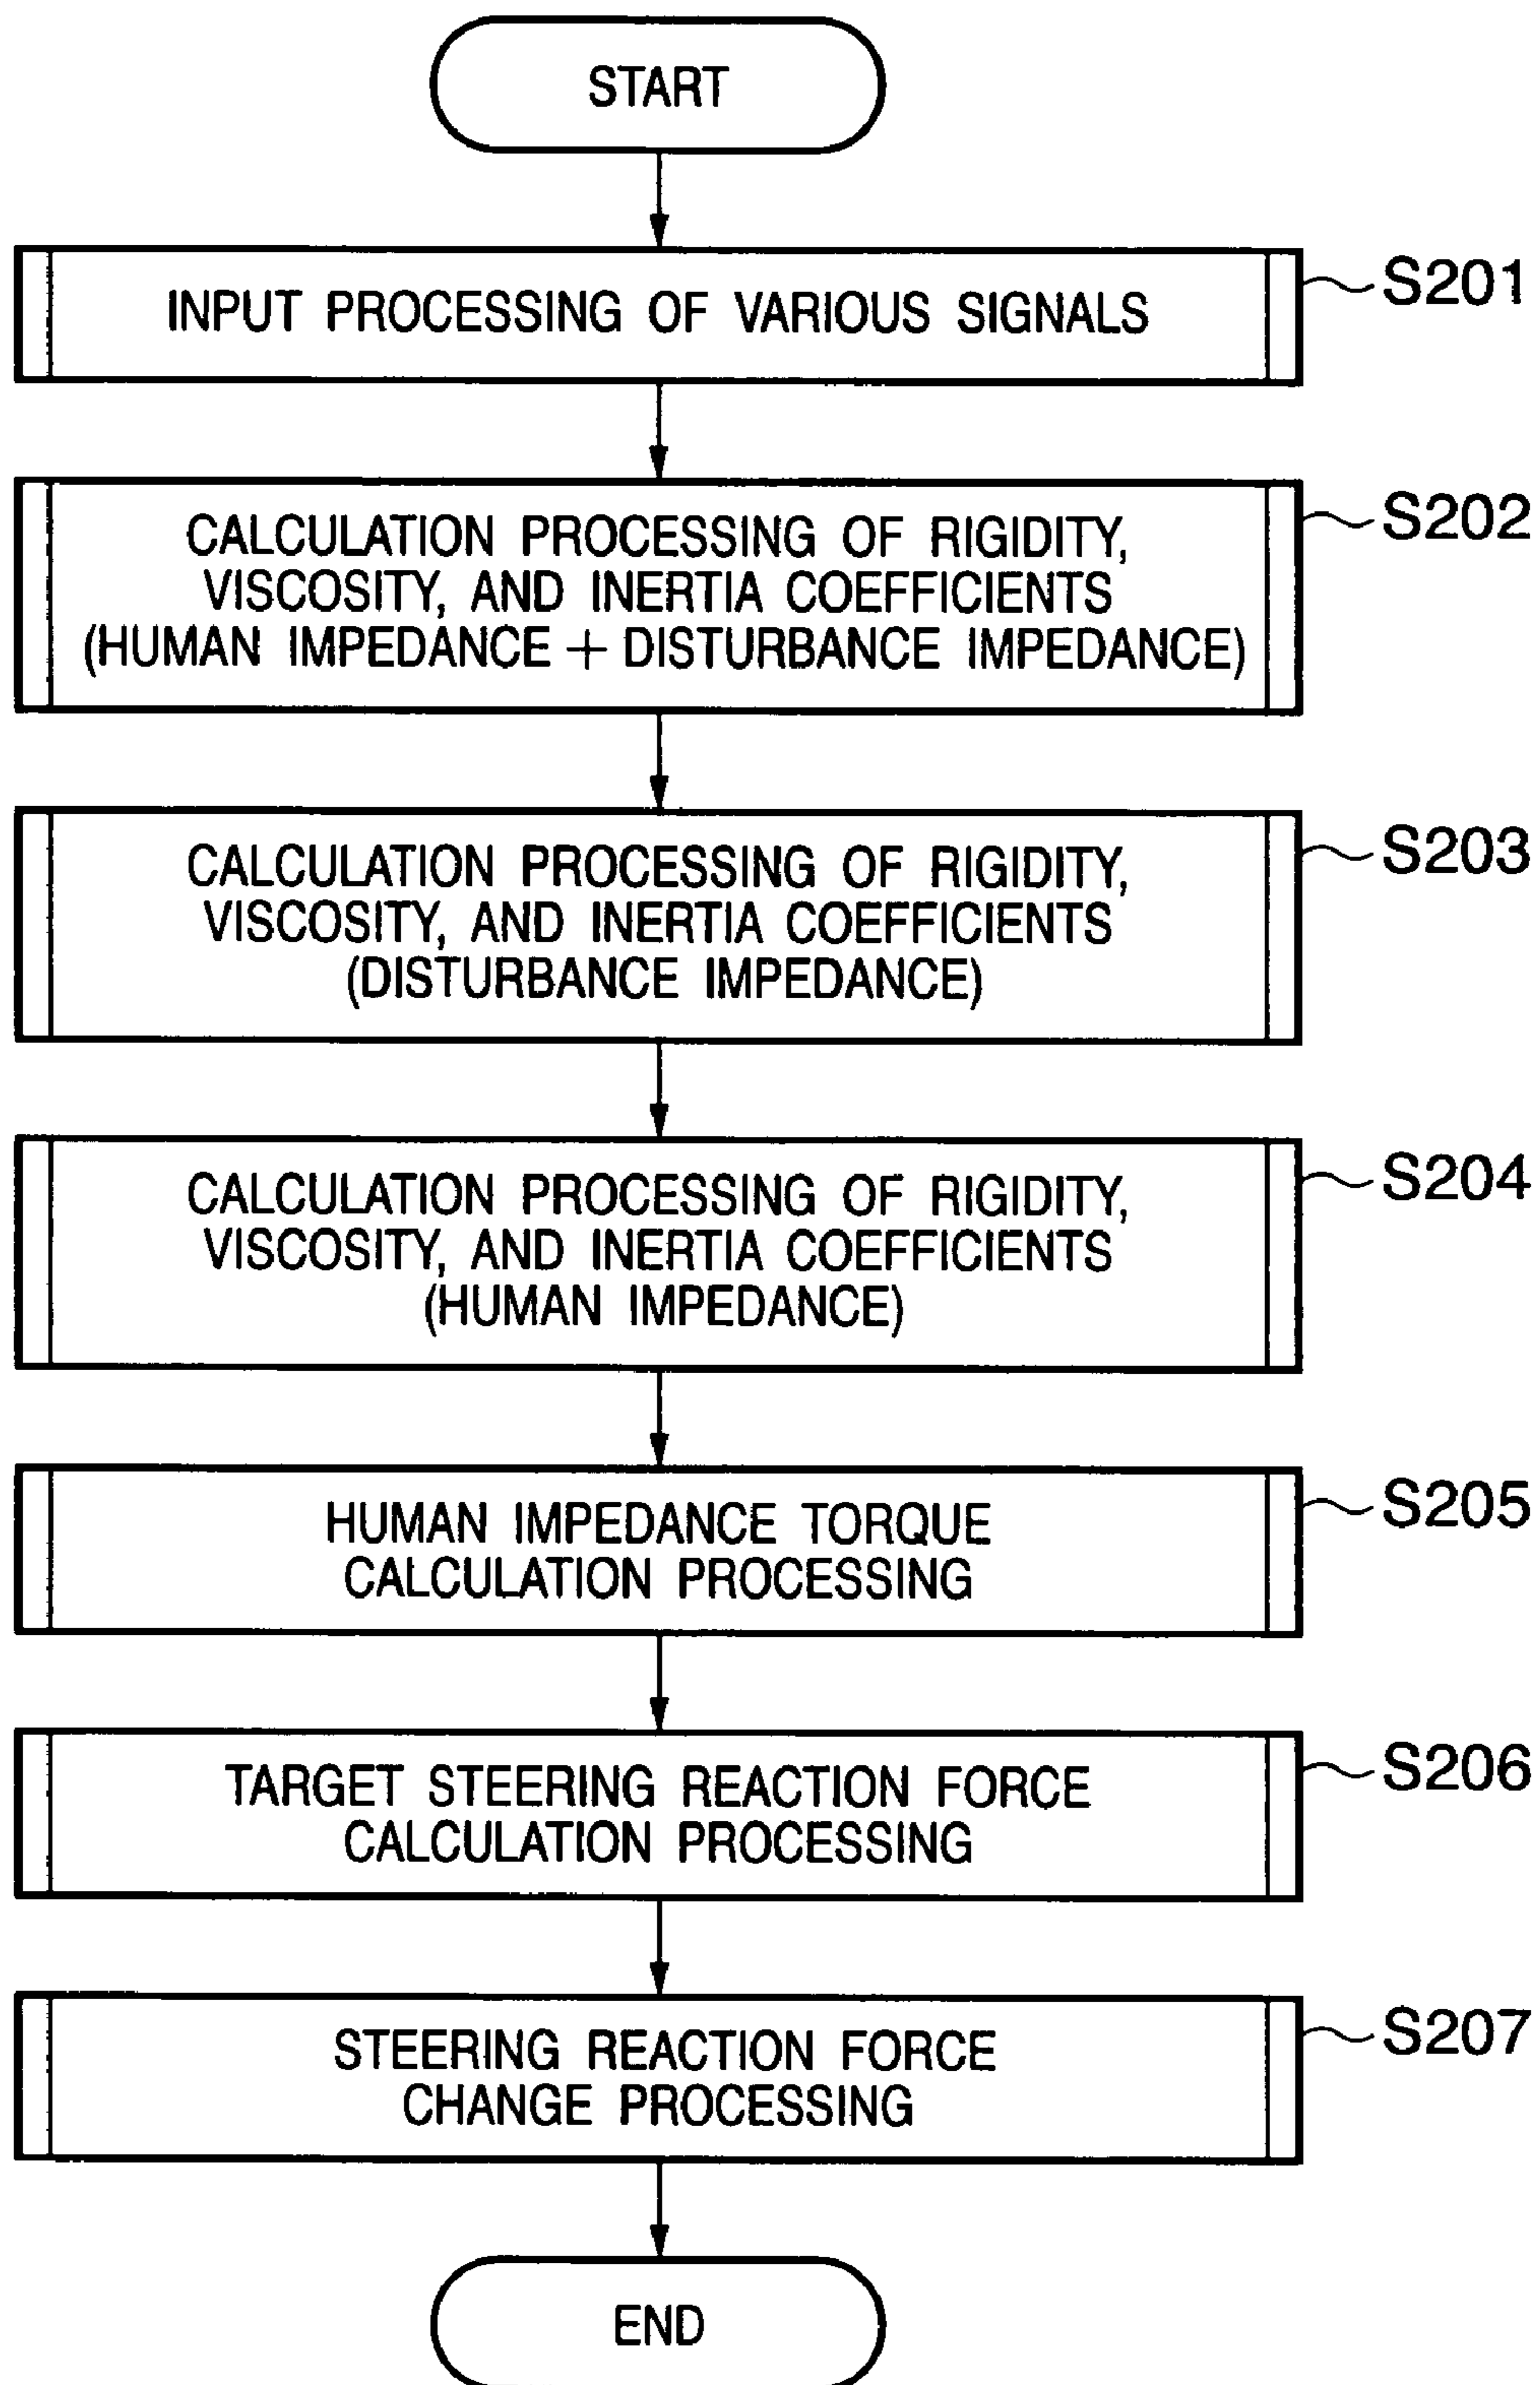 START
INPUT PROCESSING OF VARIOUS SIGNALS
S201
CALCULATION PROCESSING OF RIGIDITY,
VISCOSITY, AND INERTIA COEFFICIENTS
(HUMAN IMPEDANCE + DISTURBANCE IMPEDANCE)
S202
CALCULATION PROCESSING OF RIGIDITY,
VISCOSITY, AND INERTIA COEFFICIENTS
(DISTURBANCE IMPEDANCE)
S203
CALCULATION PROCESSING OF RIGIDITY,
VISCOSITY, AND INERTIA COEFFICIENTS
(HUMAN IMPEDANCE)
S204
HUMAN IMPEDANCE TORQUE
CALCULATION PROCESSING
S205
TARGET STEERING REACTION FORCE
CALCULATION PROCESSING
S206
STEERING REACTION FORCE
CHANGE PROCESSING
S207
END